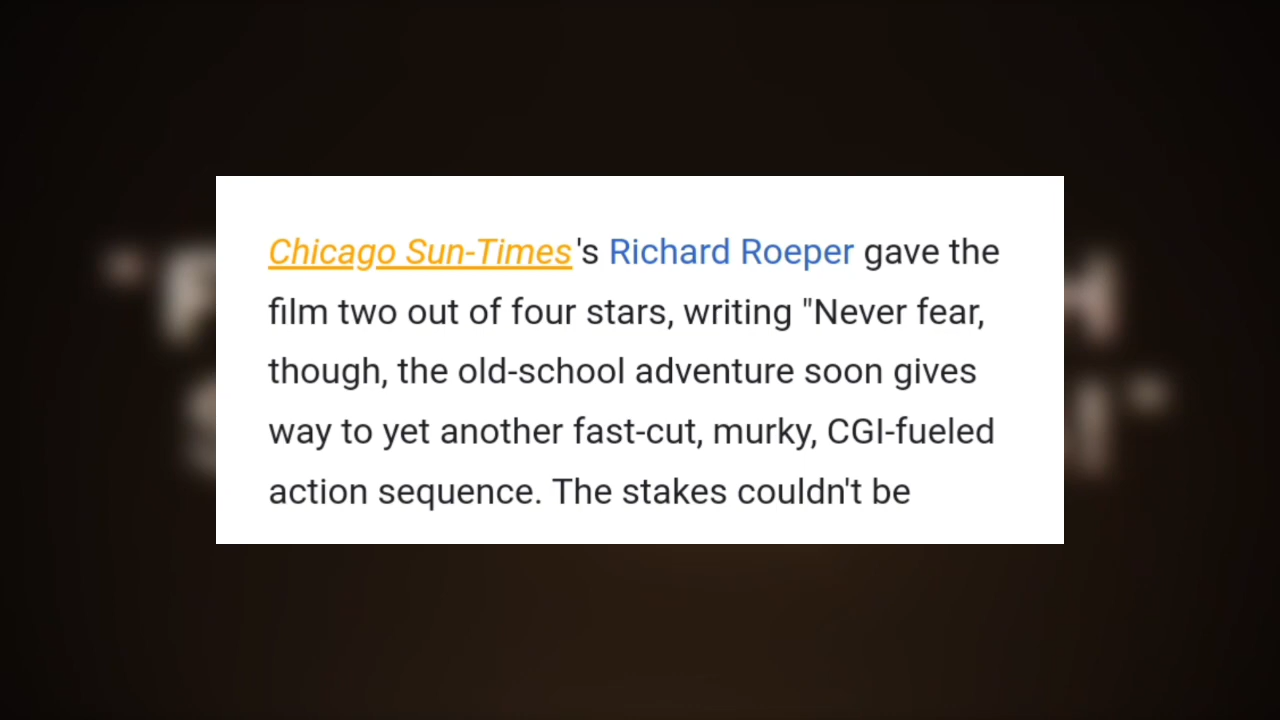 Chicago Sun-Times's Richard Roeper gave the
film two out of four stars, writing "Never fear,
though, the old-school adventure soon gives
way to yet another fast-cut, murky, CGI-fueled
action sequence. The stakes couldn't be